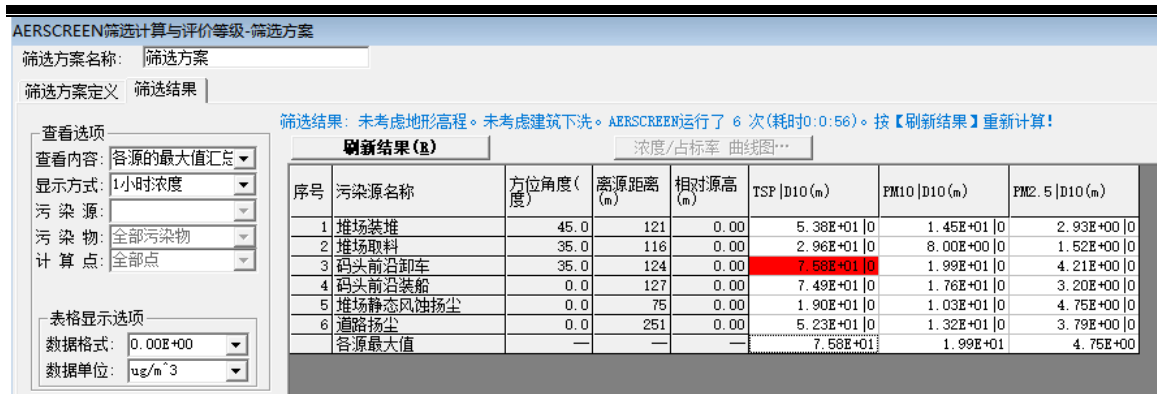 AERSCREEN筛选计算与评价等级-筛选方案
筛选方案名称: 筛选方案
筛选方案定义 筛选结果
筛选结果: 未考虑地形高程。未考虑建筑下洗。AERSCREEN运行了 6 次(耗时0:0:56)。按【刷新结果】重新计算!
查看选项
查看内容: 各源的最大值汇总
显示方式: 1小时浓度
污 染 源:
污 染 物: 全部污染物
计 算 点: 全部点
表格显示选项
数据格式: 0.00E+00
数据单位: ug/m^3
刷新结果(R) 浓度/占标率 曲线图…
序号 污染源名称 方位角度(度) 离源距离(m) 相对源高(m) TSP|D10(m) PM10|D10(m) PM2.5|D10(m)
1 堆场装堆 45.0 121 0.00 5.38E+01|0 1.45E+01|0 2.93E+00|0
2 堆场取料 35.0 116 0.00 2.96E+01|0 8.00E+00|0 1.52E+00|0
3 码头前沿卸车 35.0 124 0.00 7.58E+01|0 1.99E+01|0 4.21E+00|0
4 码头前沿装船 0.0 127 0.00 7.49E+01|0 1.76E+01|0 3.20E+00|0
5 堆场静态风蚀扬尘 0.0 75 0.00 1.90E+01|0 1.03E+01|0 4.75E+00|0
6 道路扬尘 0.0 251 0.00 5.23E+01|0 1.32E+01|0 3.79E+00|0
各源最大值 — — — 7.58E+01 1.99E+01 4.75E+00